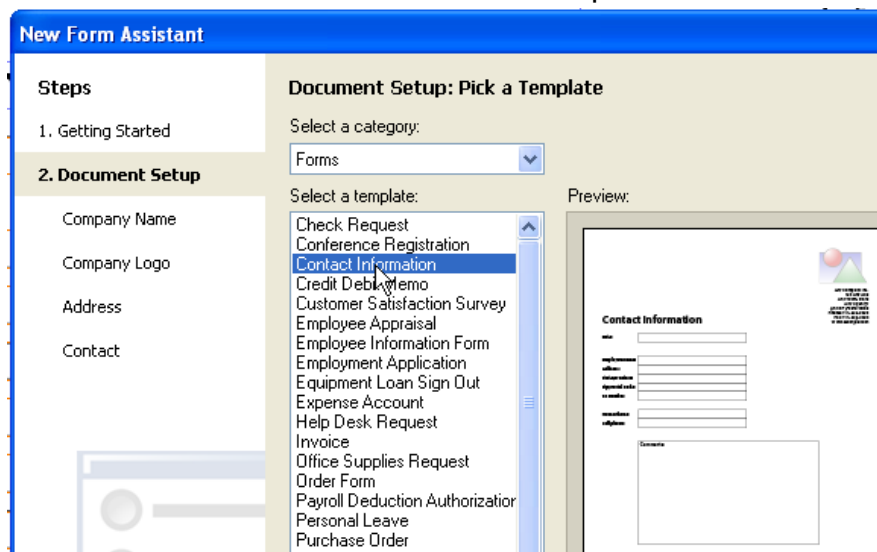 New Form Assistant
Steps
1. Getting Started
2. Document Setup
Company Name
Company Logo
Address
Contact
Document Setup: Pick a Template
Select a category:
Forms
Select a template:
Check Request
Conference Registration
Contact Information
Credit Debit Memo
Customer Satisfaction Survey
Employee Appraisal
Employee Information Form
Employment Application
Equipment Loan Sign Out
Expense Account
Help Desk Request
Invoice
Office Supplies Request
Order Form
Payroll Deduction Authorization
Personal Leave
Purchase Order
Preview:
Contact Information
Comments